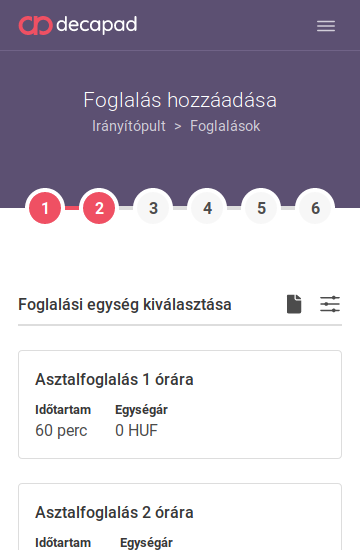 decapad
Foglalás hozzáadása
Irányítópult > Foglalások
1 2 3 4 5 6
Foglalási egység kiválasztása
Asztalfoglalás 1 órára
Időtartam Egységár
60 perc 0 HUF
Asztalfoglalás 2 órára
Időtartam Egységár